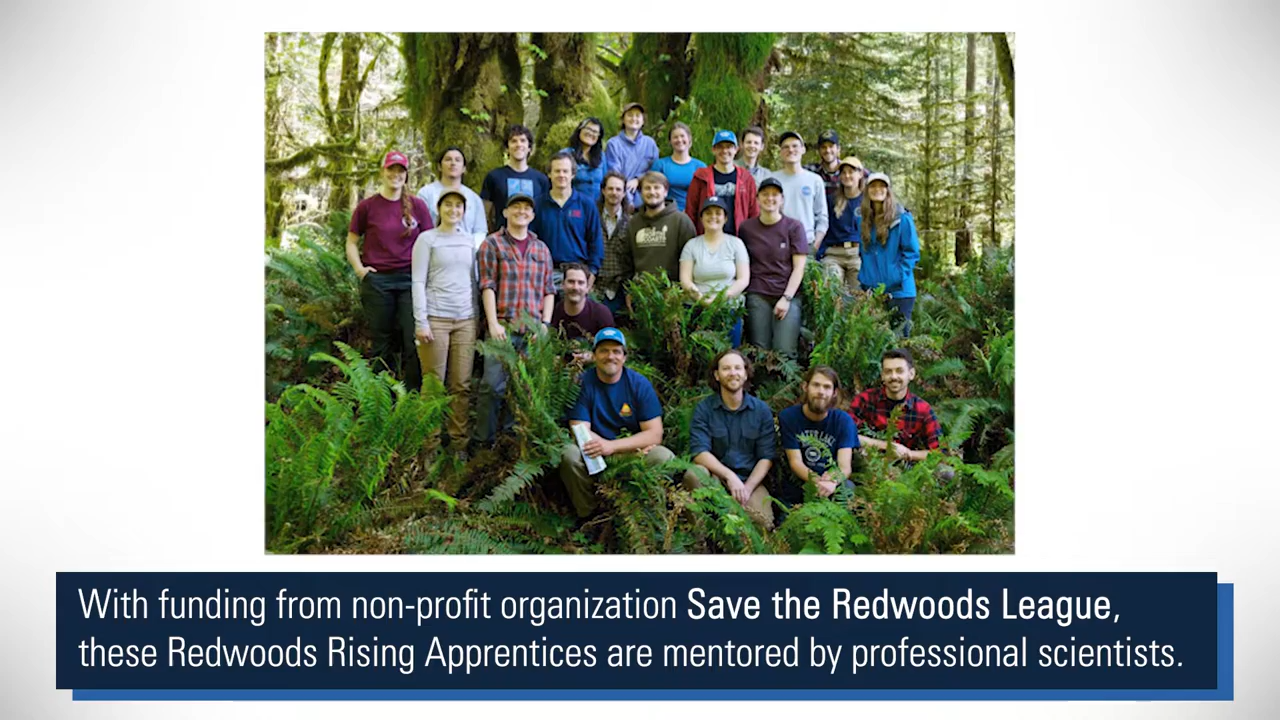 With funding from non-profit organization Save the Redwoods League,
these Redwoods Rising Apprentices are mentored by professional scientists.